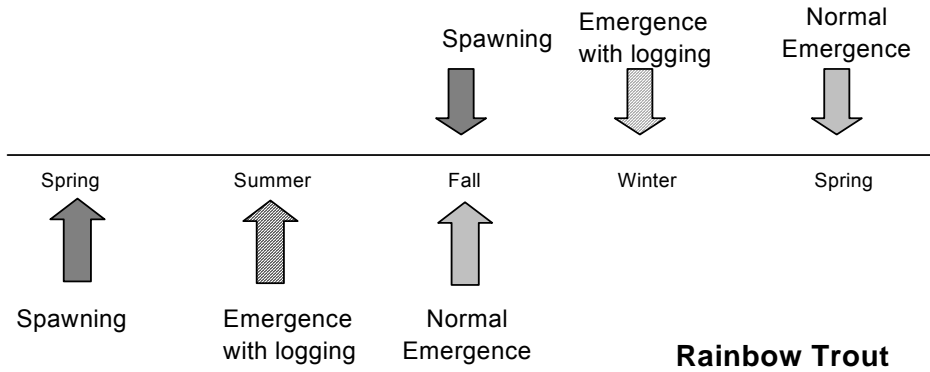 Spawning
Emergence
with logging
Normal
Emergence
Spring
Summer
Fall
Winter
Spring
Spawning
Emergence
with logging
Normal
Emergence
Rainbow Trout